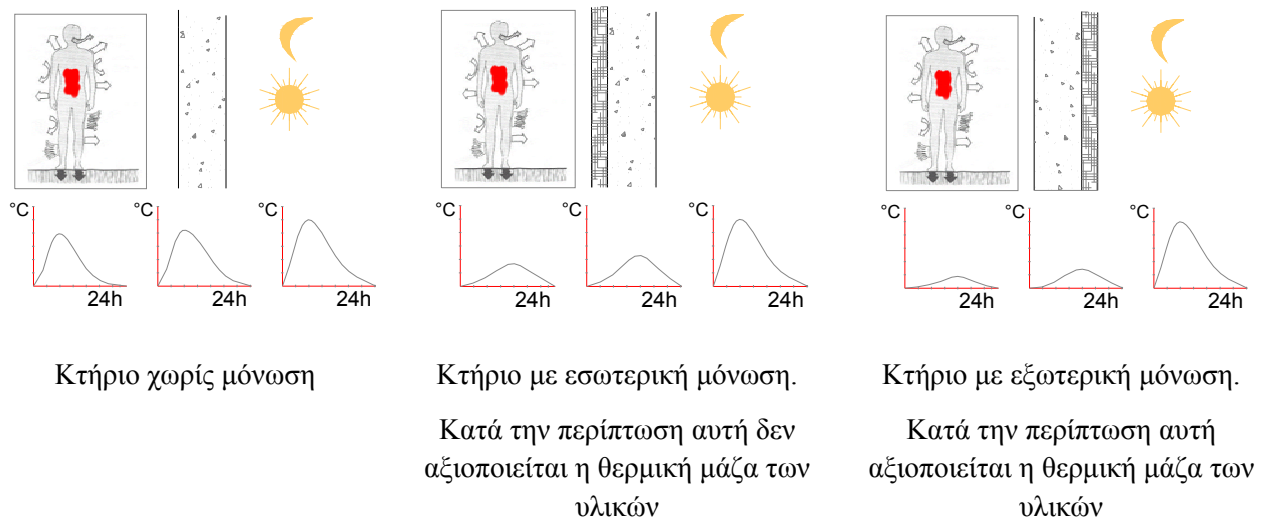 °C
24h
24h
24h
°C
24h
24h
24h
°C
24h
24h
24h
Κτήριο χωρίς μόνωση
Κτήριο με εσωτερική μόνωση.
Κατά την περίπτωση αυτή δεν
αξιοποιείται η θερμική μάζα των
υλικών
Κτήριο με εξωτερική μόνωση.
Κατά την περίπτωση αυτή
αξιοποιείται η θερμική μάζα των
υλικών